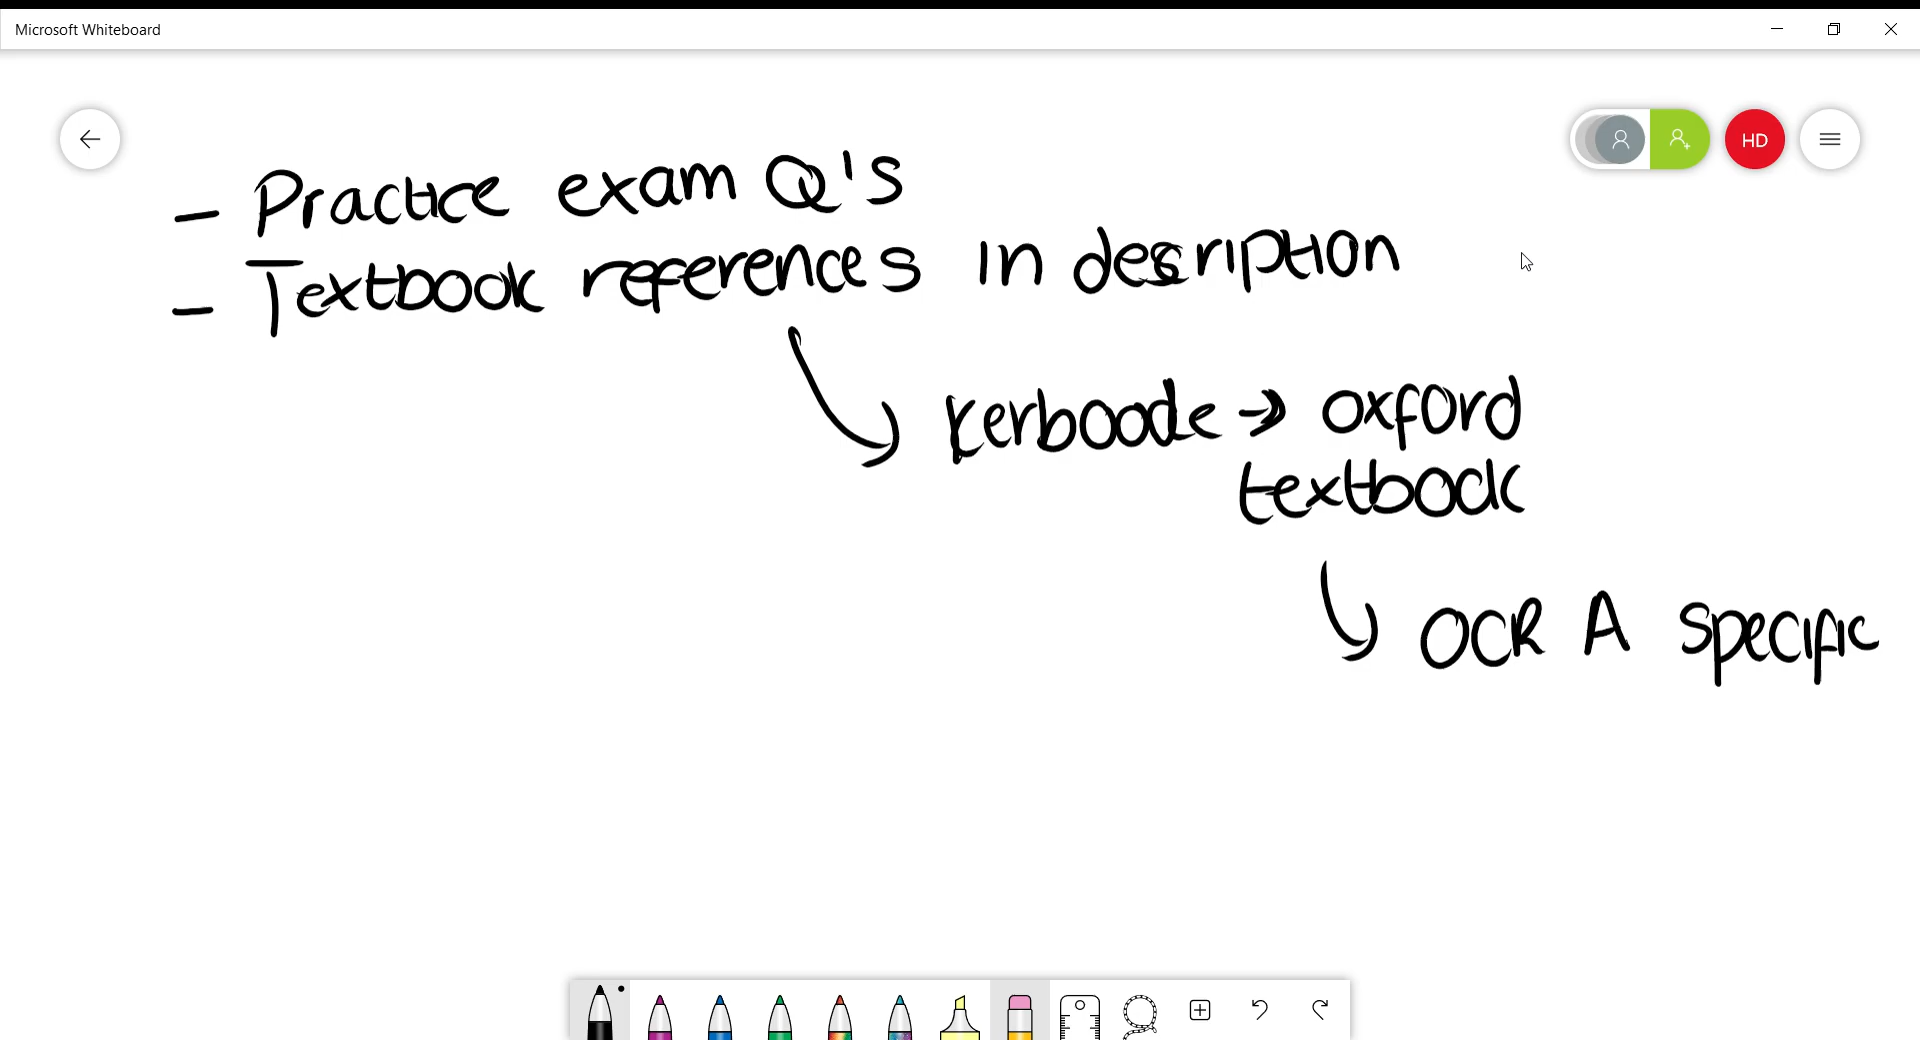 Microsoft Whiteboard
HD
- Practice exam Q's
- Textbook references in description
kerboodle → oxford
textbook
OCR A specific